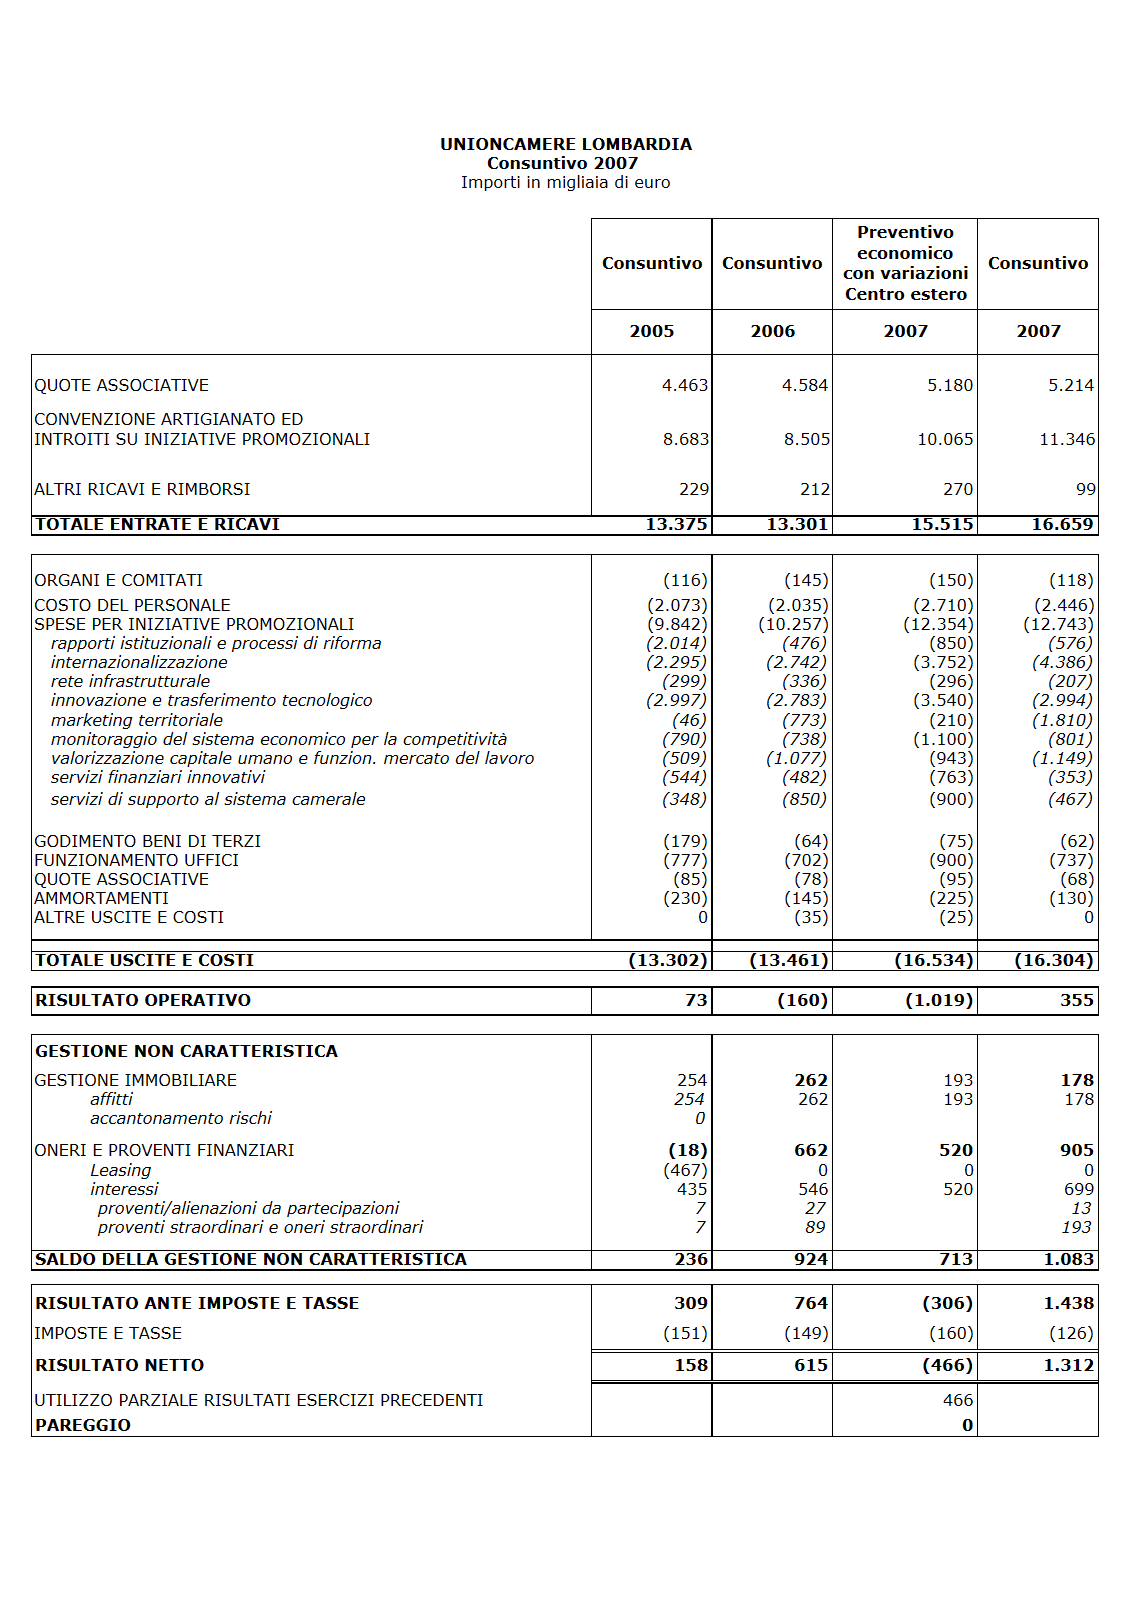 UNIONCAMERE LOMBARDIA
Consuntivo 2007
Importi in migliaia di euro
Consuntivo Consuntivo Preventivo economico con variazioni Centro estero Consuntivo
2005 2006 2007 2007
QUOTE ASSOCIATIVE 4.463 4.584 5.180 5.214
CONVENZIONE ARTIGIANATO ED
INTROITI SU INIZIATIVE PROMOZIONALI 8.683 8.505 10.065 11.346
ALTRI RICAVI E RIMBORSI 229 212 270 99
TOTALE ENTRATE E RICAVI 13.375 13.301 15.515 16.659
ORGANI E COMITATI (116) (145) (150) (118)
COSTO DEL PERSONALE (2.073) (2.035) (2.710) (2.446)
SPESE PER INIZIATIVE PROMOZIONALI (9.842) (10.257) (12.354) (12.743)
rapporti istituzionali e processi di riforma (2.014) (476) (850) (576)
internazionalizzazione (2.295) (2.742) (3.752) (4.386)
rete infrastrutturale (299) (336) (296) (207)
innovazione e trasferimento tecnologico (2.997) (2.783) (3.540) (2.994)
marketing territoriale (46) (773) (210) (1.810)
monitoraggio del sistema economico per la competitività (790) (738) (1.100) (801)
valorizzazione capitale umano e funzion. mercato del lavoro (509) (1.077) (943) (1.149)
servizi finanziari innovativi (544) (482) (763) (353)
servizi di supporto al sistema camerale (348) (850) (900) (467)
GODIMENTO BENI DI TERZI (179) (64) (75) (62)
FUNZIONAMENTO UFFICI (777) (702) (900) (737)
QUOTE ASSOCIATIVE (85) (78) (95) (68)
AMMORTAMENTI (230) (145) (225) (130)
ALTRE USCITE E COSTI 0 (35) (25) 0
TOTALE USCITE E COSTI (13.302) (13.461) (16.534) (16.304)
RISULTATO OPERATIVO 73 (160) (1.019) 355
GESTIONE NON CARATTERISTICA
GESTIONE IMMOBILIARE 254 262 193 178
affitti 254 262 193 178
accantonamento rischi 0
ONERI E PROVENTI FINANZIARI (18) 662 520 905
Leasing (467) 0 0 0
interessi 435 546 520 699
proventi/alienazioni da partecipazioni 7 27 13
proventi straordinari e oneri straordinari 7 89 193
SALDO DELLA GESTIONE NON CARATTERISTICA 236 924 713 1.083
RISULTATO ANTE IMPOSTE E TASSE 309 764 (306) 1.438
IMPOSTE E TASSE (151) (149) (160) (126)
RISULTATO NETTO 158 615 (466) 1.312
UTILIZZO PARZIALE RISULTATI ESERCIZI PRECEDENTI 466
PAREGGIO 0